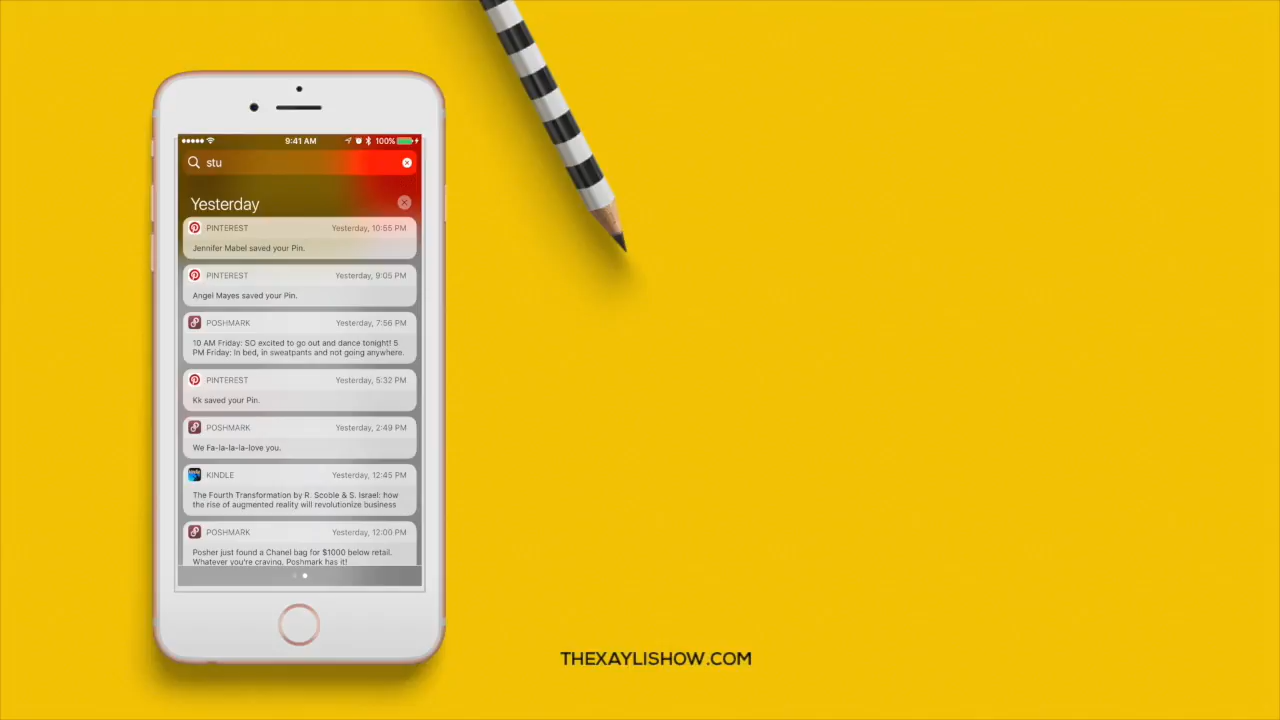 9:41 AM
100%
stu
Yesterday
PINTEREST Yesterday, 10:55 PM
Jennifer Mabel saved your Pin.
PINTEREST Yesterday, 9:05 PM
Angel Mayes saved your Pin.
POSHMARK Yesterday, 7:56 PM
10 AM Friday: SO excited to go out and dance tonight! 5
PM Friday: In bed, in sweatpants and not going anywhere.
PINTEREST Yesterday, 5:32 PM
Kk saved your Pin.
POSHMARK Yesterday, 2:49 PM
We Fa-la-la-la-love you.
KINDLE Yesterday, 12:45 PM
The Fourth Transformation by R. Scoble & S. Israel: how
the rise of augmented reality will revolutionize business
POSHMARK Yesterday, 12:00 PM
Posher just found a Chanel bag for $1000 below retail.
Whatever you're craving, Poshmark has it!
THEXAYLISHOW.COM